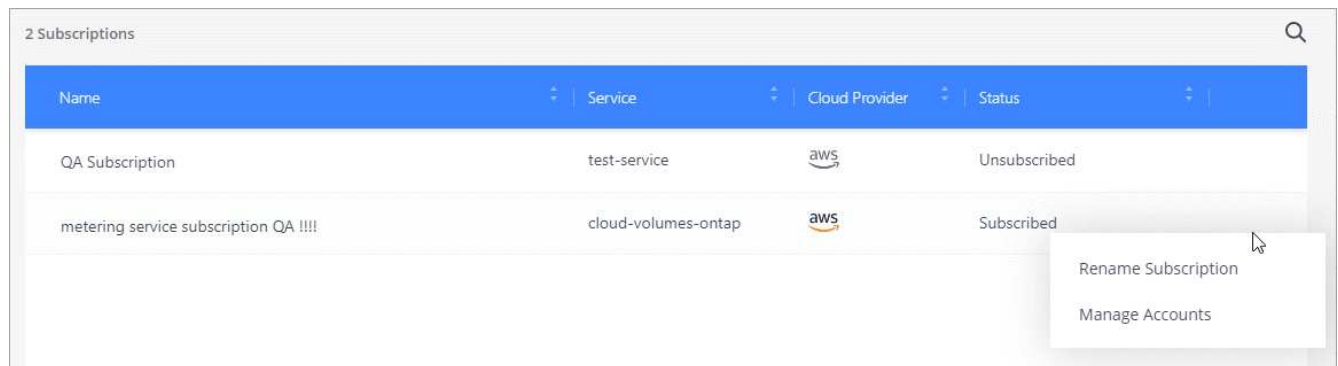 2 Subscriptions
Name Service Cloud Provider Status
QA Subscription test-service aws Unsubscribed
metering service subscription QA !!!! cloud-volumes-ontap aws Subscribed
Rename Subscription
Manage Accounts